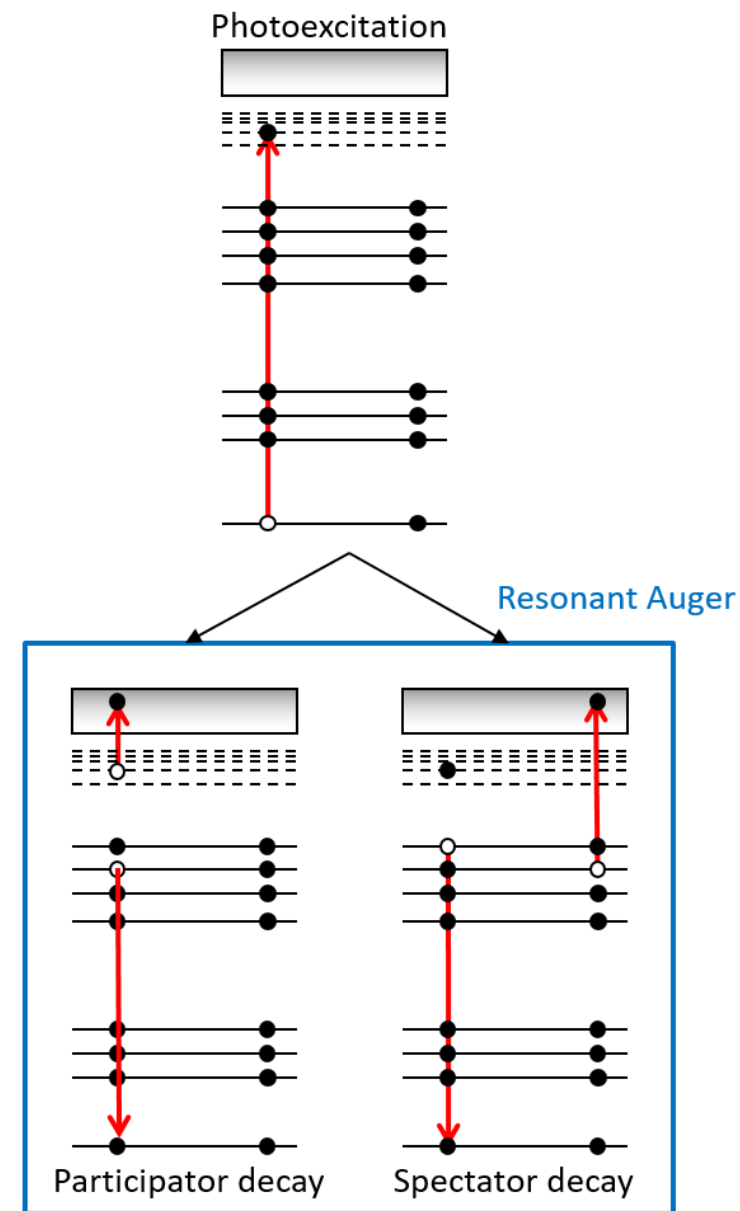 Photoexcitation
Resonant Auger
Participator decay
Spectator decay